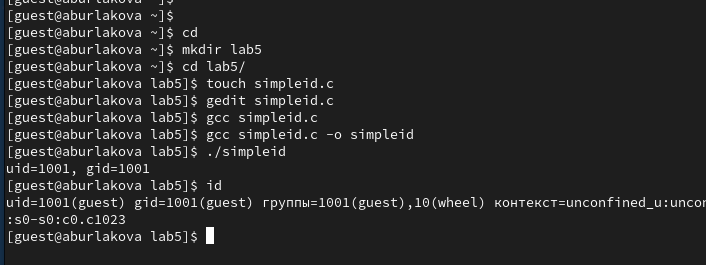 [guest@aburlakova ~]$
[guest@aburlakova ~]$
[guest@aburlakova ~]$ cd
[guest@aburlakova ~]$ mkdir lab5
[guest@aburlakova ~]$ cd lab5/
[guest@aburlakova lab5]$ touch simpleid.c
[guest@aburlakova lab5]$ gedit simpleid.c
[guest@aburlakova lab5]$ gcc simpleid.c
[guest@aburlakova lab5]$ gcc simpleid.c -o simpleid
[guest@aburlakova lab5]$ ./simpleid
uid=1001, gid=1001
[guest@aburlakova lab5]$ id
uid=1001(guest) gid=1001(guest) группы=1001(guest),10(wheel) контекст=unconfined_u:uncon
:s0-s0:c0.c1023
[guest@aburlakova lab5]$